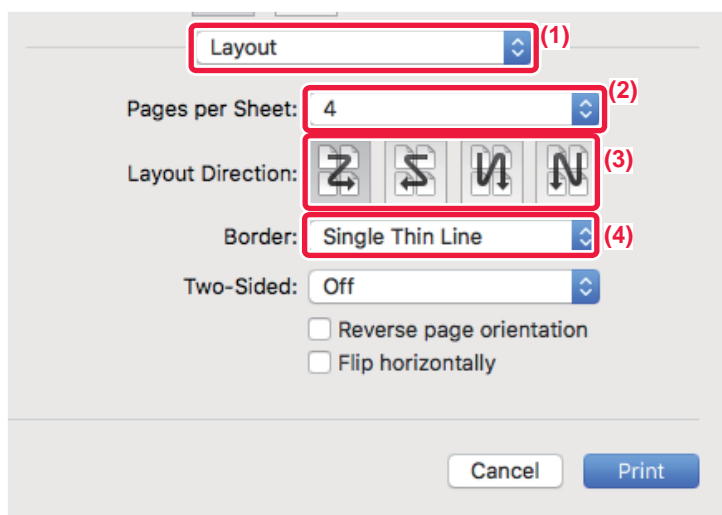 Layout
(1)
Pages per Sheet: 4
(2)
Layout Direction:
(3)
Border: Single Thin Line
(4)
Two-Sided: Off
Reverse page orientation
Flip horizontally
Cancel Print